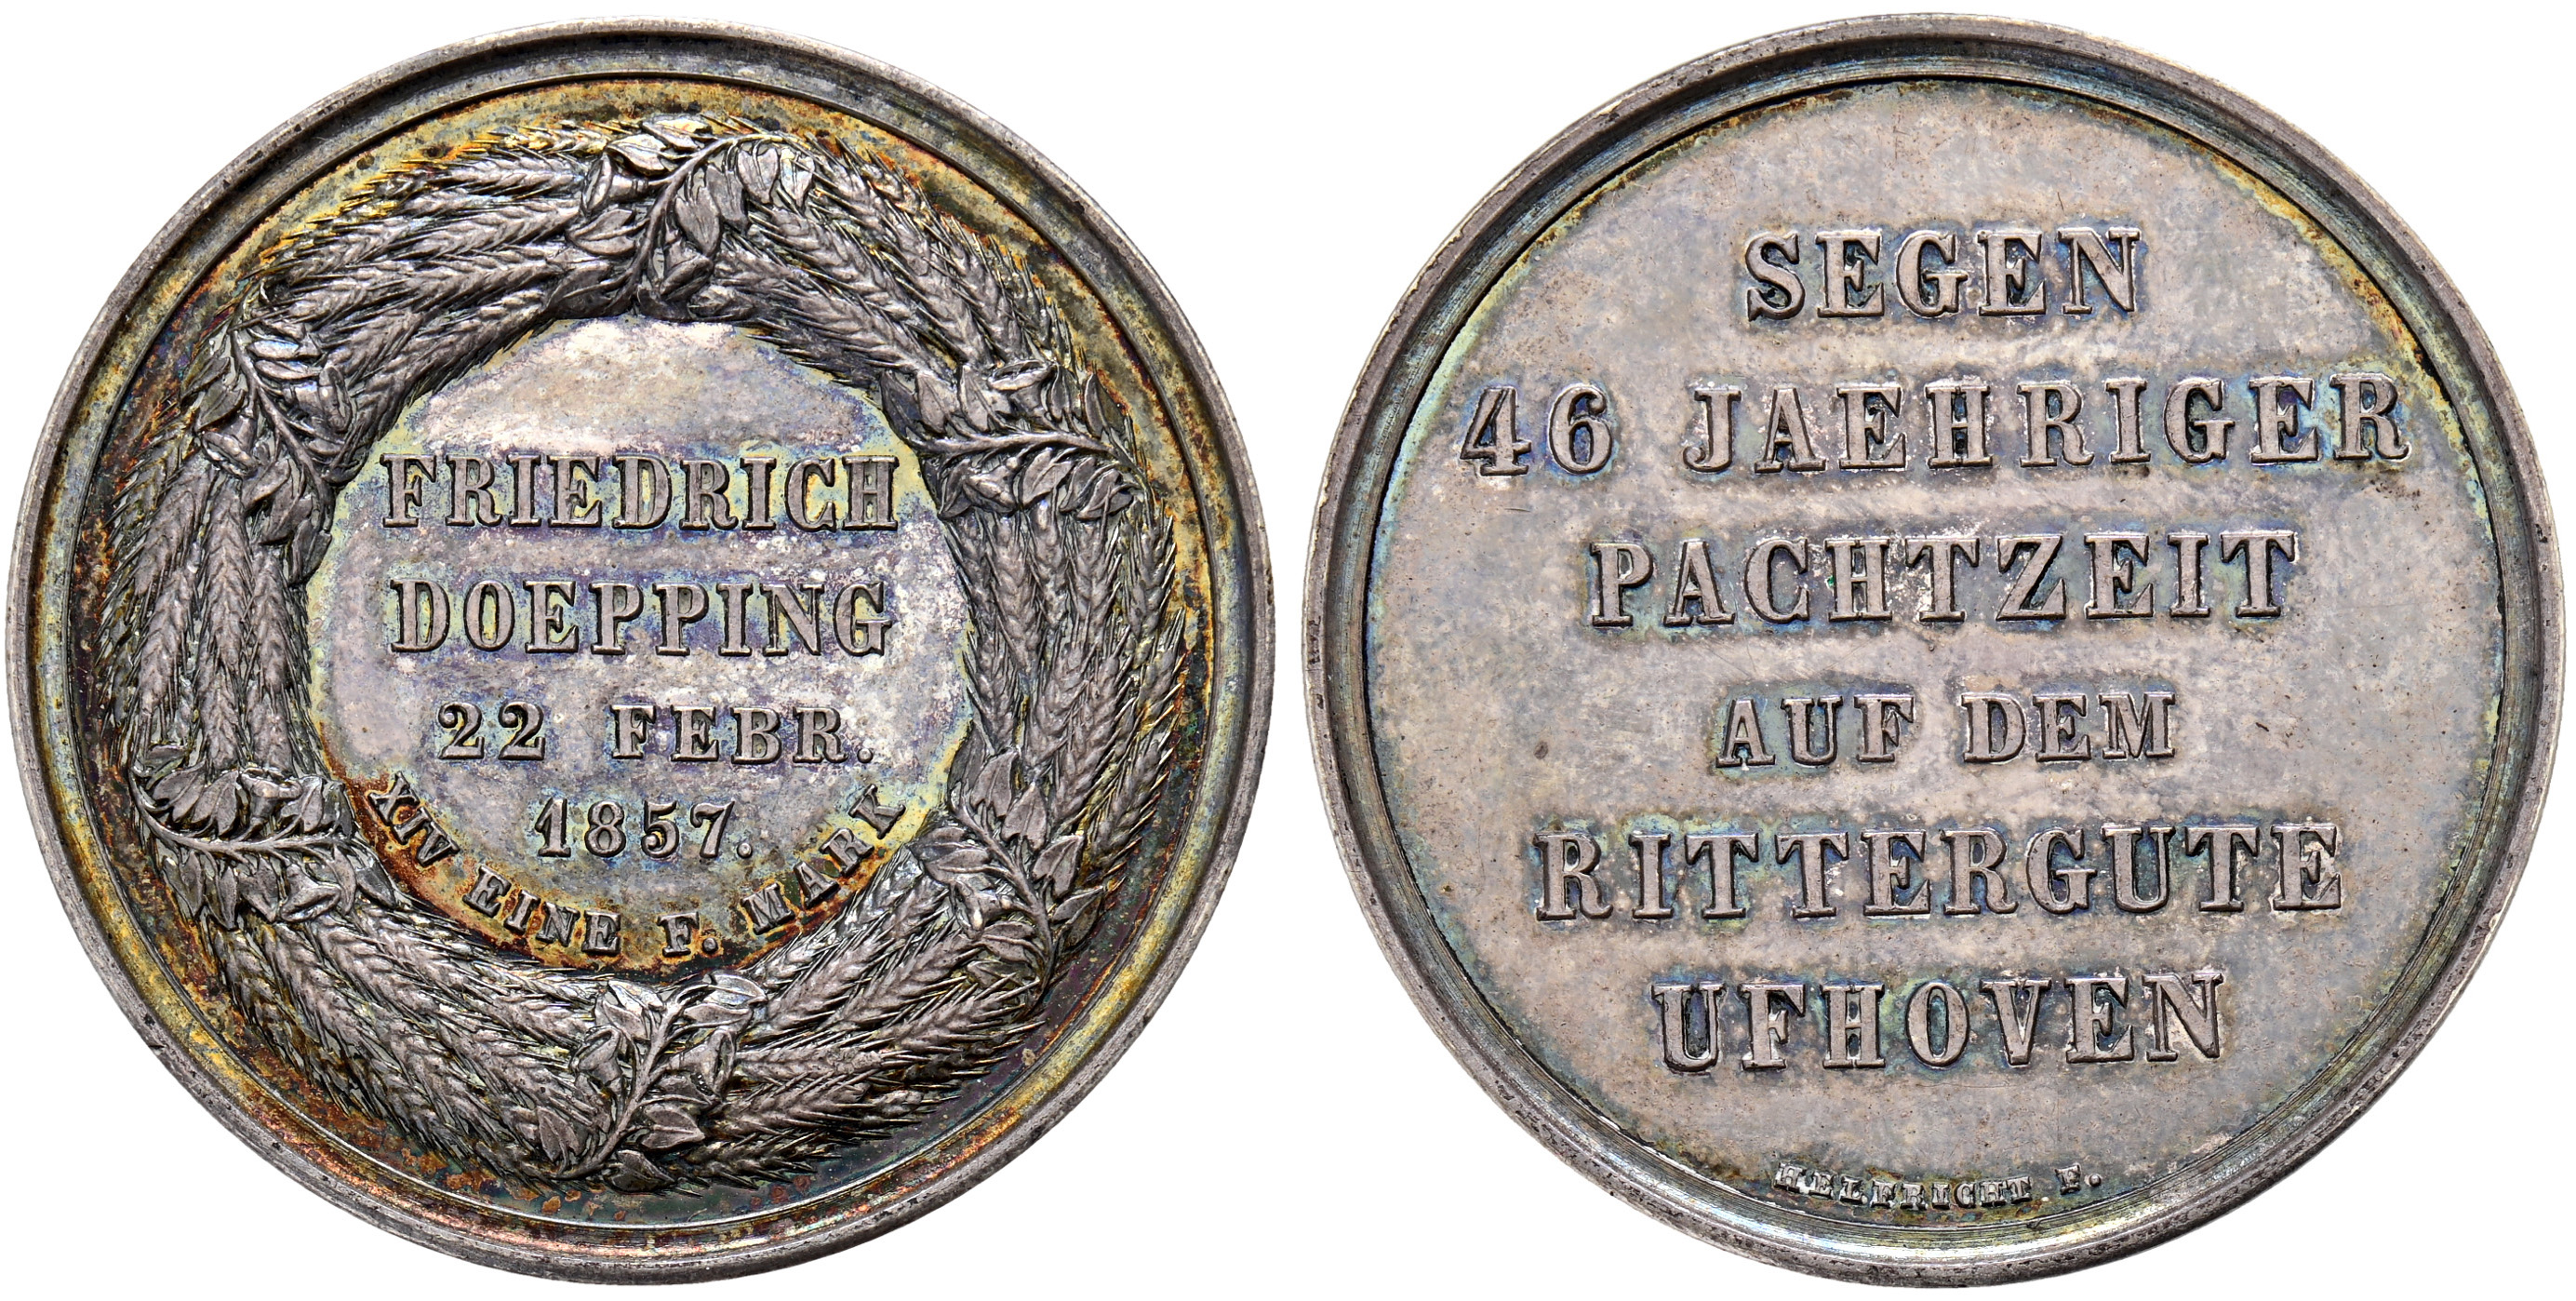 FRIEDRICH
DOEPPING
22 FEBR.
1857.
XIV EINE F. MARK
SEGEN
46 JAEHRIGER
PACHTZEIT
AUF DEM
RITTERGUTE
UFHOVEN
HELFRICHT F.